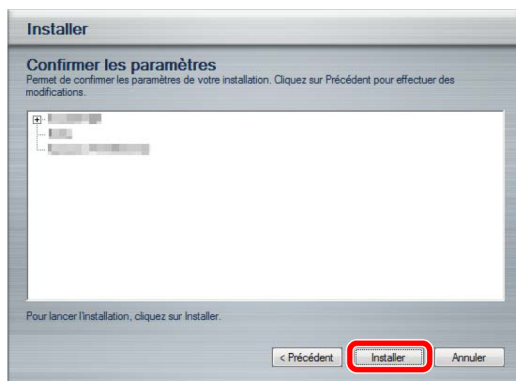 Installer
Confirmer les paramètres
Permet de confirmer les paramètres de votre installation. Cliquez sur Précédent pour effectuer des
modifications.
Pour lancer l'installation, cliquez sur Installer.
< Précédent
Installer
Annuler